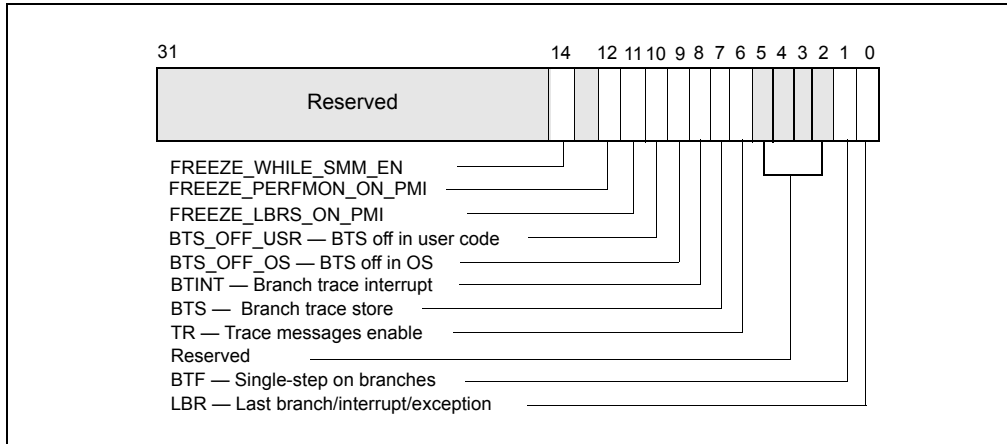 31 14 12 11 10 9 8 7 6 5 4 3 2 1 0
Reserved
FREEZE_WHILE_SMM_EN
FREEZE_PERFMON_ON_PMI
FREEZE_LBRS_ON_PMI
BTS_OFF_USR — BTS off in user code
BTS_OFF_OS — BTS off in OS
BTINT — Branch trace interrupt
BTS — Branch trace store
TR — Trace messages enable
Reserved
BTF — Single-step on branches
LBR — Last branch/interrupt/exception